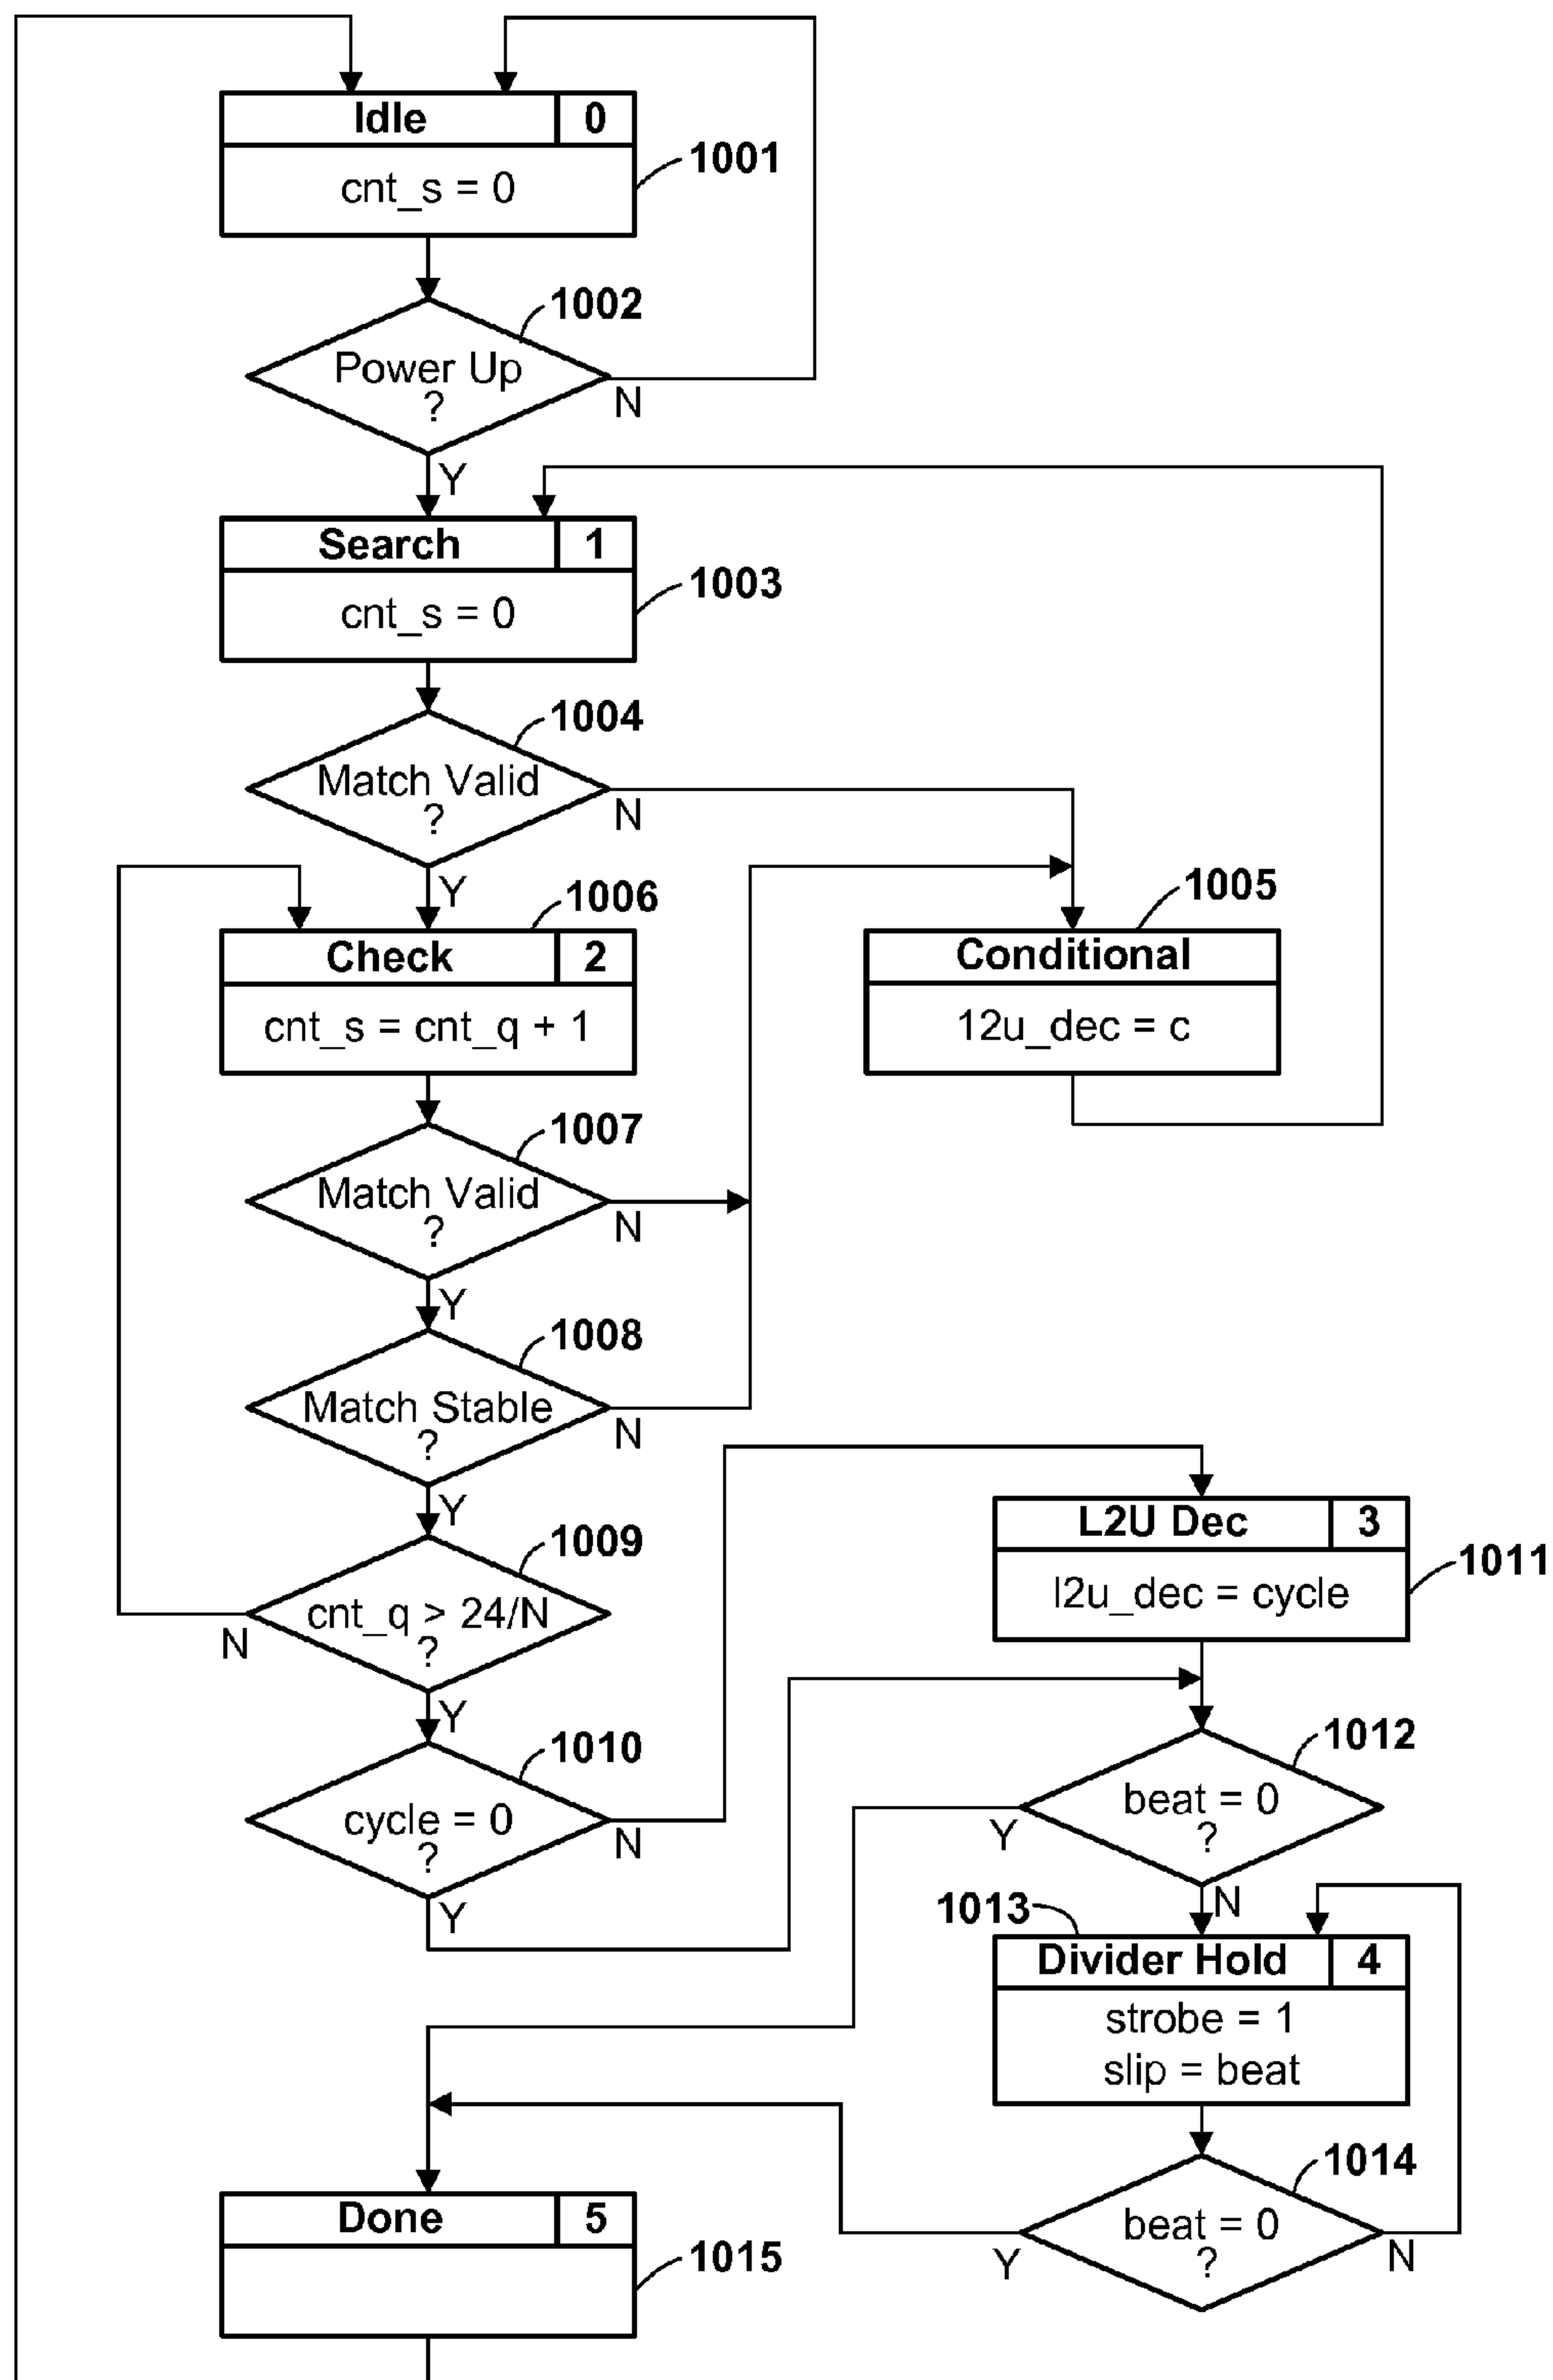 Idle 0
1001
cnt_s = 0
1002
Power Up
?
N
Y
Search 1
1003
cnt_s = 0
1004
Match Valid
?
N
Y
1006
Check 2
cnt_s = cnt_q + 1
1005
Conditional
12u_dec = c
1007
Match Valid
?
N
Y
1008
Match Stable
?
N
Y
1009
cnt_q > 24/N
?
N
Y
1010
cycle = 0
?
N
Y
L2U Dec 3
1011
l2u_dec = cycle
1012
beat = 0
?
Y
N
1013
Divider Hold 4
strobe = 1
slip = beat
1014
beat = 0
?
Y
N
Done 5
1015